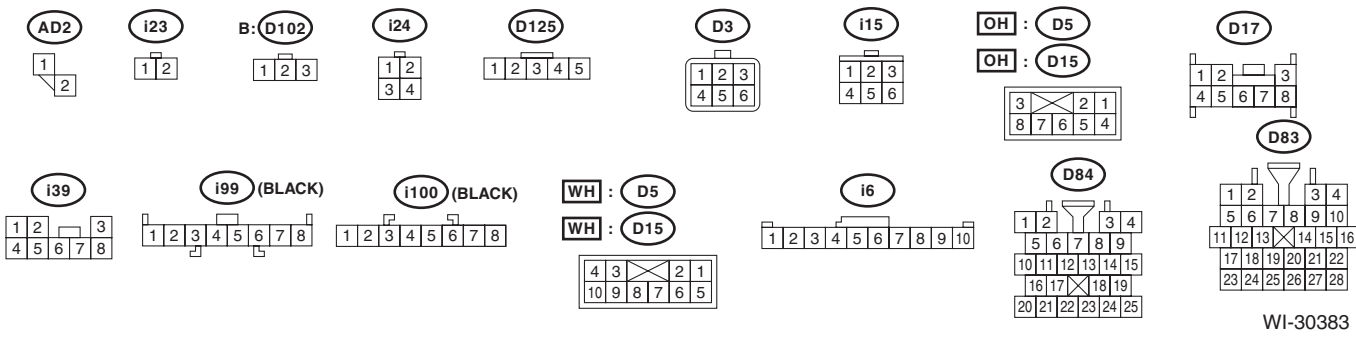 AD2
1
2
i23
1 2
B: D102
1 2 3
i24
1 2
3 4
D125
1 2 3 4 5
D3
1 2 3
4 5 6
i15
1 2 3
4 5 6
OH : D5
OH : D15
3 2 1
8 7 6 5 4
D17
1 2 3
4 5 6 7 8
i39
1 2 3
4 5 6 7 8
i99 (BLACK)
1 2 3 4 5 6 7 8
i100 (BLACK)
1 2 3 4 5 6 7 8
WH : D5
WH : D15
4 3 2 1
10 9 8 7 6 5
i6
1 2 3 4 5 6 7 8 9 10
D84
1 2 3 4
5 6 7 8 9
10 11 12 13 14 15
16 17 18 19
20 21 22 23 24 25
D83
1 2 3 4
5 6 7 8 9 10
11 12 13 14 15 16
17 18 19 20 21 22
23 24 25 26 27 28
WI-30383